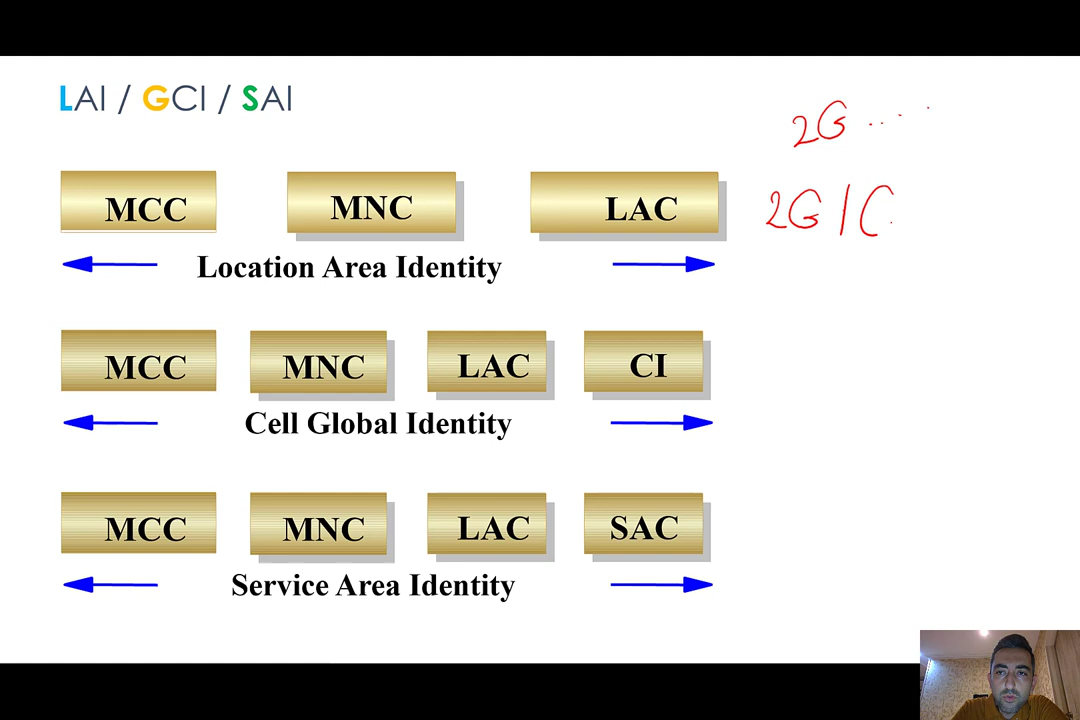 LAI / GCI / SAI
2G ....
MCC MNC LAC
2G / C
Location Area Identity
MCC MNC LAC CI
Cell Global Identity
MCC MNC LAC SAC
Service Area Identity